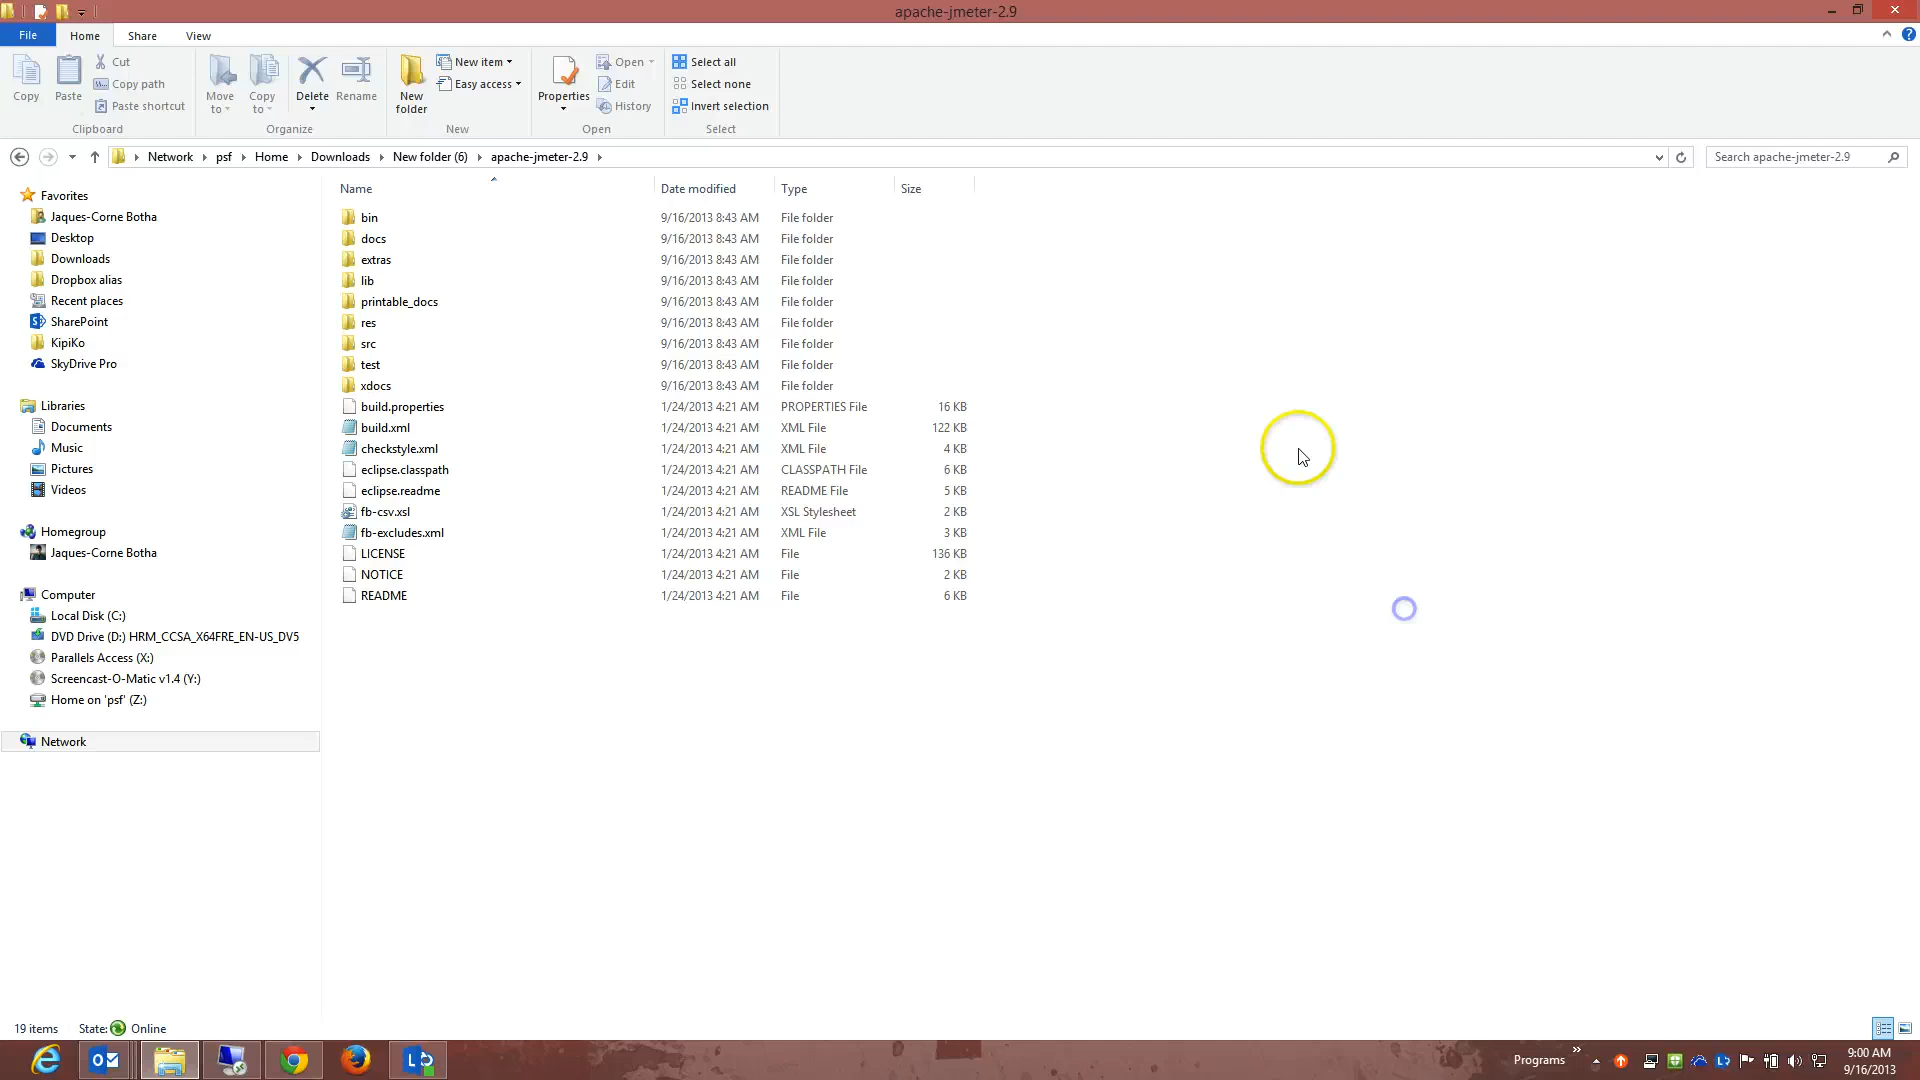 apache-jmeter-2.9
File Home Share View
Copy
Paste
Cut
Copy path
Paste shortcut
Clipboard
Move to
Copy to
Delete
Rename
Organize
New folder
New item
Easy access
New
Properties
Open
Edit
History
Open
Select all
Select none
Invert selection
Select
Network psf Home Downloads New folder (6) apache-jmeter-2.9
Search apache-jmeter-2.9
Favorites
Jaques-Corne Botha
Desktop
Downloads
Dropbox alias
Recent places
SharePoint
KipiKo
SkyDrive Pro
Libraries
Documents
Music
Pictures
Videos
Homegroup
Jaques-Corne Botha
Computer
Local Disk (C:)
DVD Drive (D:) HRM_CCSA_X64FRE_EN-US_DV5
Parallels Access (X:)
Screencast-O-Matic v1.4 (Y:)
Home on 'psf' (Z:)
Network
Name Date modified Type Size
bin 9/16/2013 8:43 AM File folder
docs 9/16/2013 8:43 AM File folder
extras 9/16/2013 8:43 AM File folder
lib 9/16/2013 8:43 AM File folder
printable_docs 9/16/2013 8:43 AM File folder
res 9/16/2013 8:43 AM File folder
src 9/16/2013 8:43 AM File folder
test 9/16/2013 8:43 AM File folder
xdocs 9/16/2013 8:43 AM File folder
build.properties 1/24/2013 4:21 AM PROPERTIES File 16 KB
build.xml 1/24/2013 4:21 AM XML File 122 KB
checkstyle.xml 1/24/2013 4:21 AM XML File 4 KB
eclipse.classpath 1/24/2013 4:21 AM CLASSPATH File 6 KB
eclipse.readme 1/24/2013 4:21 AM README File 5 KB
fb-csv.xsl 1/24/2013 4:21 AM XSL Stylesheet 2 KB
fb-excludes.xml 1/24/2013 4:21 AM XML File 3 KB
LICENSE 1/24/2013 4:21 AM File 136 KB
NOTICE 1/24/2013 4:21 AM File 2 KB
README 1/24/2013 4:21 AM File 6 KB
19 items State: Online
Programs
9:00 AM
9/16/2013